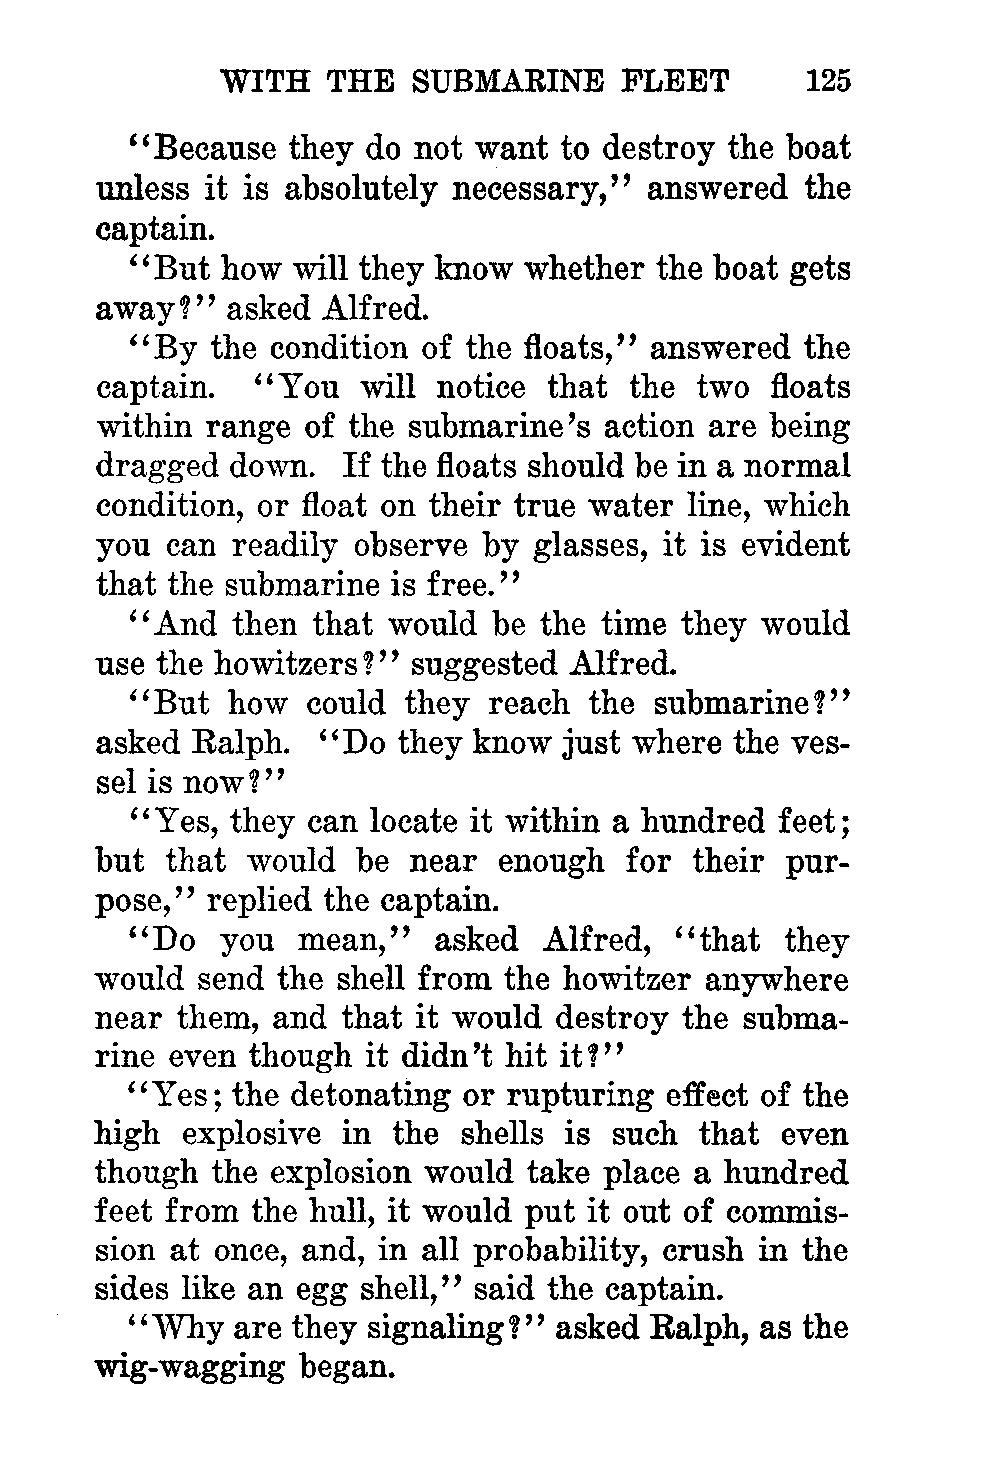 WITH THE SUBMARINE FLEET 125
"Because they do not want to destroy the boat
unless it is absolutely necessary," answered the
captain.
"But how will they know whether the boat gets
away?" asked Alfred.
"By the condition of the floats," answered the
captain. "You will notice that the two floats
within range of the submarine's action are being
dragged down. If the floats should be in a normal
condition, or float on their true water line, which
you can readily observe by glasses, it is evident
that the submarine is free."
"And then that would be the time they would
use the howitzers?" suggested Alfred.
"But how could they reach the submarine?"
asked Ralph. "Do they know just where the ves-
sel is now?"
"Yes, they can locate it within a hundred feet;
but that would be near enough for their pur-
pose," replied the captain.
"Do you mean," asked Alfred, "that they
would send the shell from the howitzer anywhere
near them, and that it would destroy the subma-
rine even though it didn't hit it?"
"Yes; the detonating or rupturing effect of the
high explosive in the shells is such that even
though the explosion would take place a hundred
feet from the hull, it would put it out of commis-
sion at once, and, in all probability, crush in the
sides like an egg shell," said the captain.
"Why are they signaling?" asked Ralph, as the
wig-wagging began.